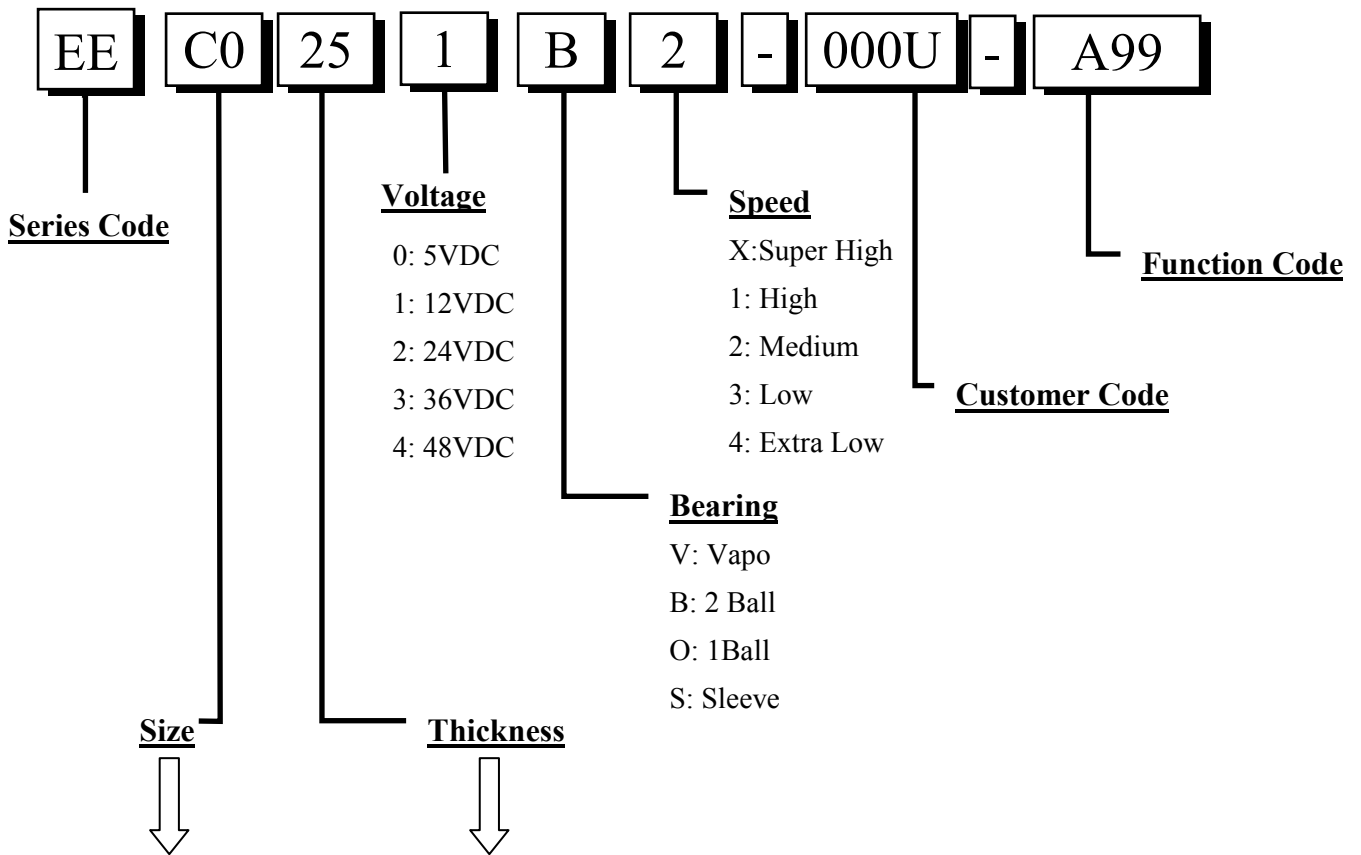 EE C0 25 1 B 2 - 000U - A99
Series Code
Voltage
0: 5VDC
1: 12VDC
2: 24VDC
3: 36VDC
4: 48VDC
Speed
X:Super High
1: High
2: Medium
3: Low
4: Extra Low
Function Code
Customer Code
Bearing
V: Vapo
B: 2 Ball
O: 1Ball
S: Sleeve
Size
Thickness